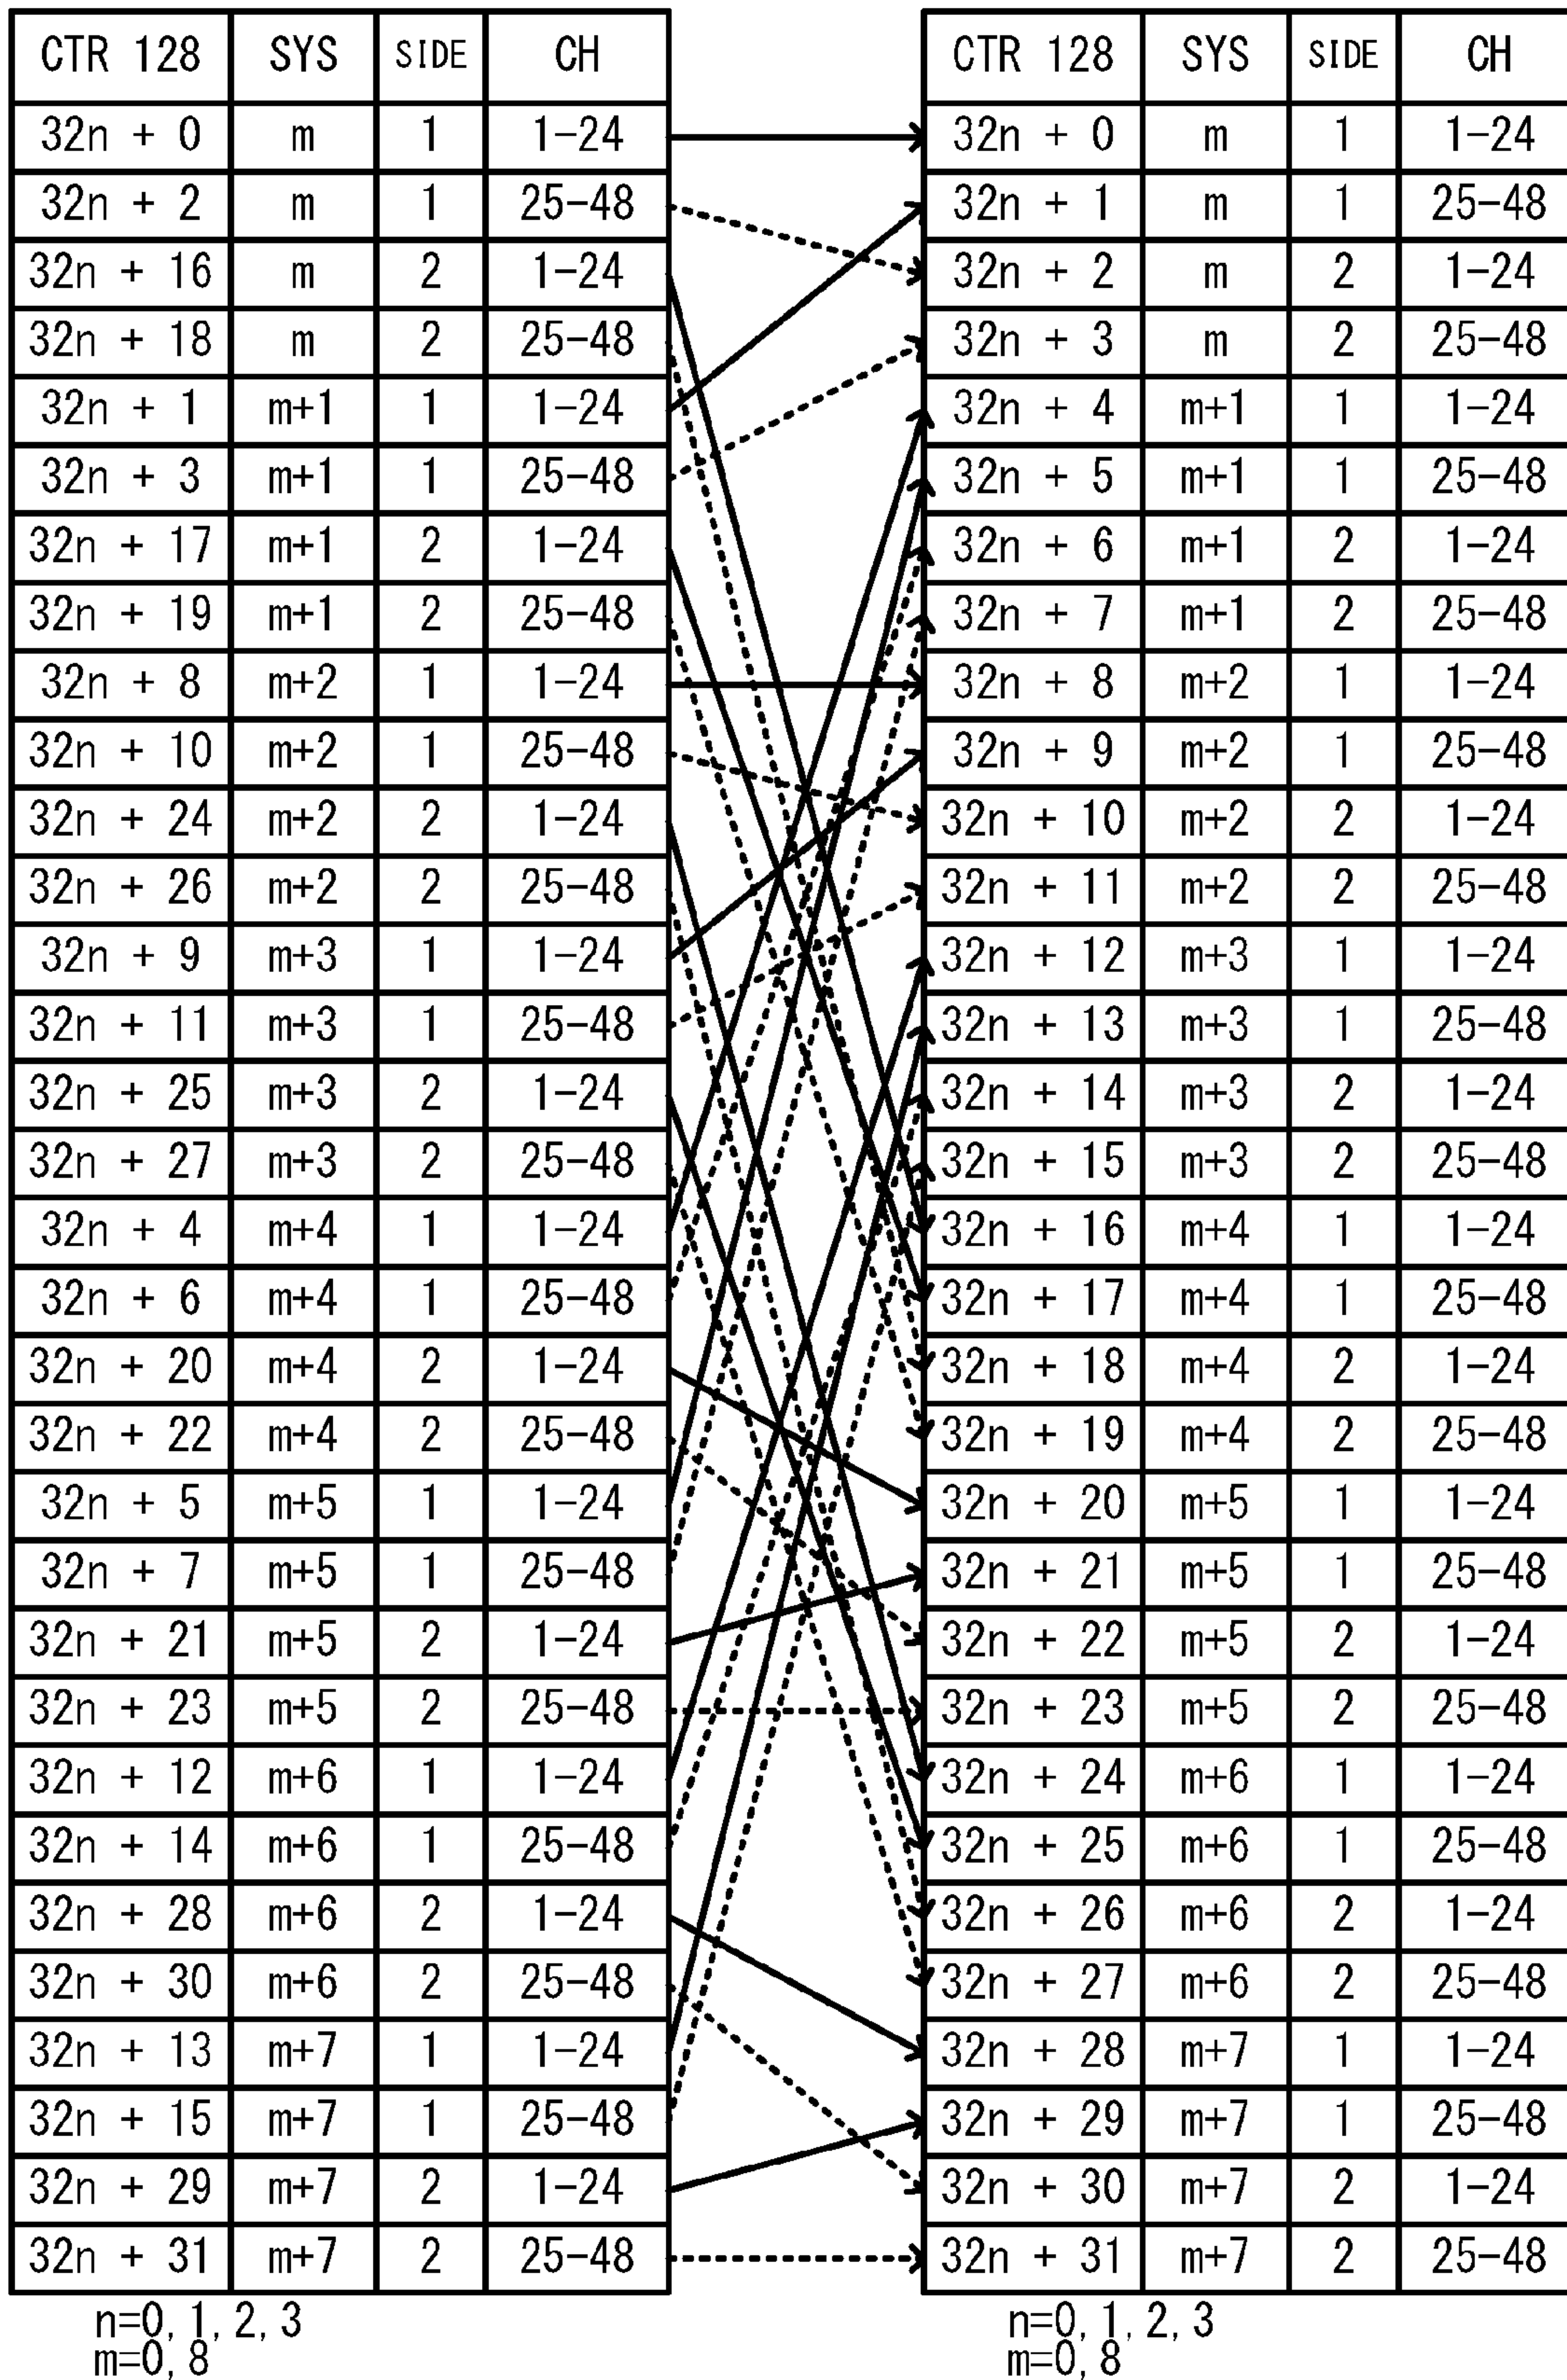 CTR 128 SYS SIDE CH CTR 128 SYS SIDE CH
32n + 0 m 1 1-24 32n + 0 m 1 1-24
32n + 2 m 1 25-48 32n + 1 m 1 25-48
32n + 16 m 2 1-24 32n + 2 m 2 1-24
32n + 18 m 2 25-48 32n + 3 m 2 25-48
32n + 1 m+1 1 1-24 32n + 4 m+1 1 1-24
32n + 3 m+1 1 25-48 32n + 5 m+1 1 25-48
32n + 17 m+1 2 1-24 32n + 6 m+1 2 1-24
32n + 19 m+1 2 25-48 32n + 7 m+1 2 25-48
32n + 8 m+2 1 1-24 32n + 8 m+2 1 1-24
32n + 10 m+2 1 25-48 32n + 9 m+2 1 25-48
32n + 24 m+2 2 1-24 32n + 10 m+2 2 1-24
32n + 26 m+2 2 25-48 32n + 11 m+2 2 25-48
32n + 9 m+3 1 1-24 32n + 12 m+3 1 1-24
32n + 11 m+3 1 25-48 32n + 13 m+3 1 25-48
32n + 25 m+3 2 1-24 32n + 14 m+3 2 1-24
32n + 27 m+3 2 25-48 32n + 15 m+3 2 25-48
32n + 4 m+4 1 1-24 32n + 16 m+4 1 1-24
32n + 6 m+4 1 25-48 32n + 17 m+4 1 25-48
32n + 20 m+4 2 1-24 32n + 18 m+4 2 1-24
32n + 22 m+4 2 25-48 32n + 19 m+4 2 25-48
32n + 5 m+5 1 1-24 32n + 20 m+5 1 1-24
32n + 7 m+5 1 25-48 32n + 21 m+5 1 25-48
32n + 21 m+5 2 1-24 32n + 22 m+5 2 1-24
32n + 23 m+5 2 25-48 32n + 23 m+5 2 25-48
32n + 12 m+6 1 1-24 32n + 24 m+6 1 1-24
32n + 14 m+6 1 25-48 32n + 25 m+6 1 25-48
32n + 28 m+6 2 1-24 32n + 26 m+6 2 1-24
32n + 30 m+6 2 25-48 32n + 27 m+6 2 25-48
32n + 13 m+7 1 1-24 32n + 28 m+7 1 1-24
32n + 15 m+7 1 25-48 32n + 29 m+7 1 25-48
32n + 29 m+7 2 1-24 32n + 30 m+7 2 1-24
32n + 31 m+7 2 25-48 32n + 31 m+7 2 25-48
n=0, 1, 2, 3 n=0, 1, 2, 3
m=0, 8 m=0, 8